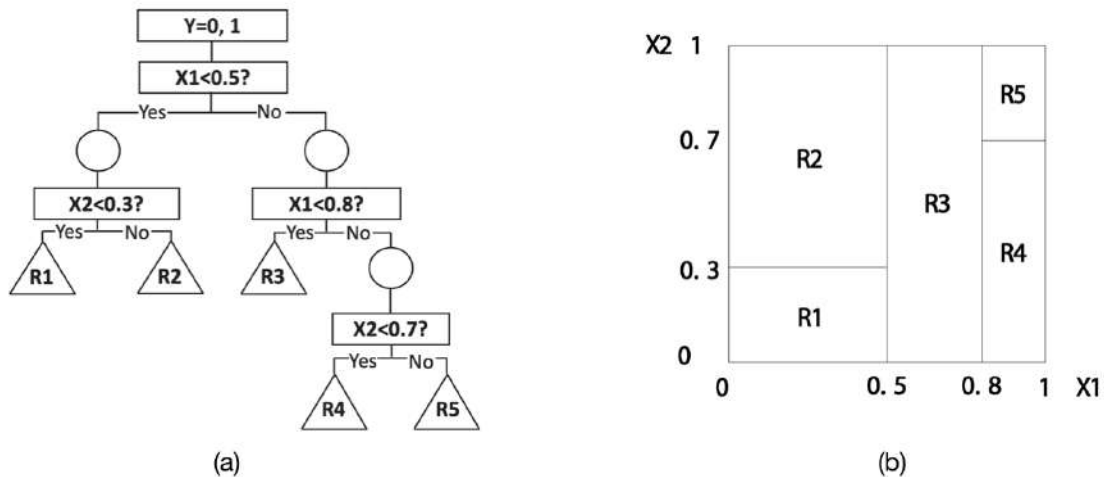 Y=0, 1
X1<0.5?
Yes No
X2<0.3? X1<0.8?
Yes No Yes No
R1 R2 R3
X2<0.7?
Yes No
R4 R5
(a)
X2 1
R5
0.7
R2
R3
R4
0.3
R1
0
0 0.5 0.8 1 X1
(b)